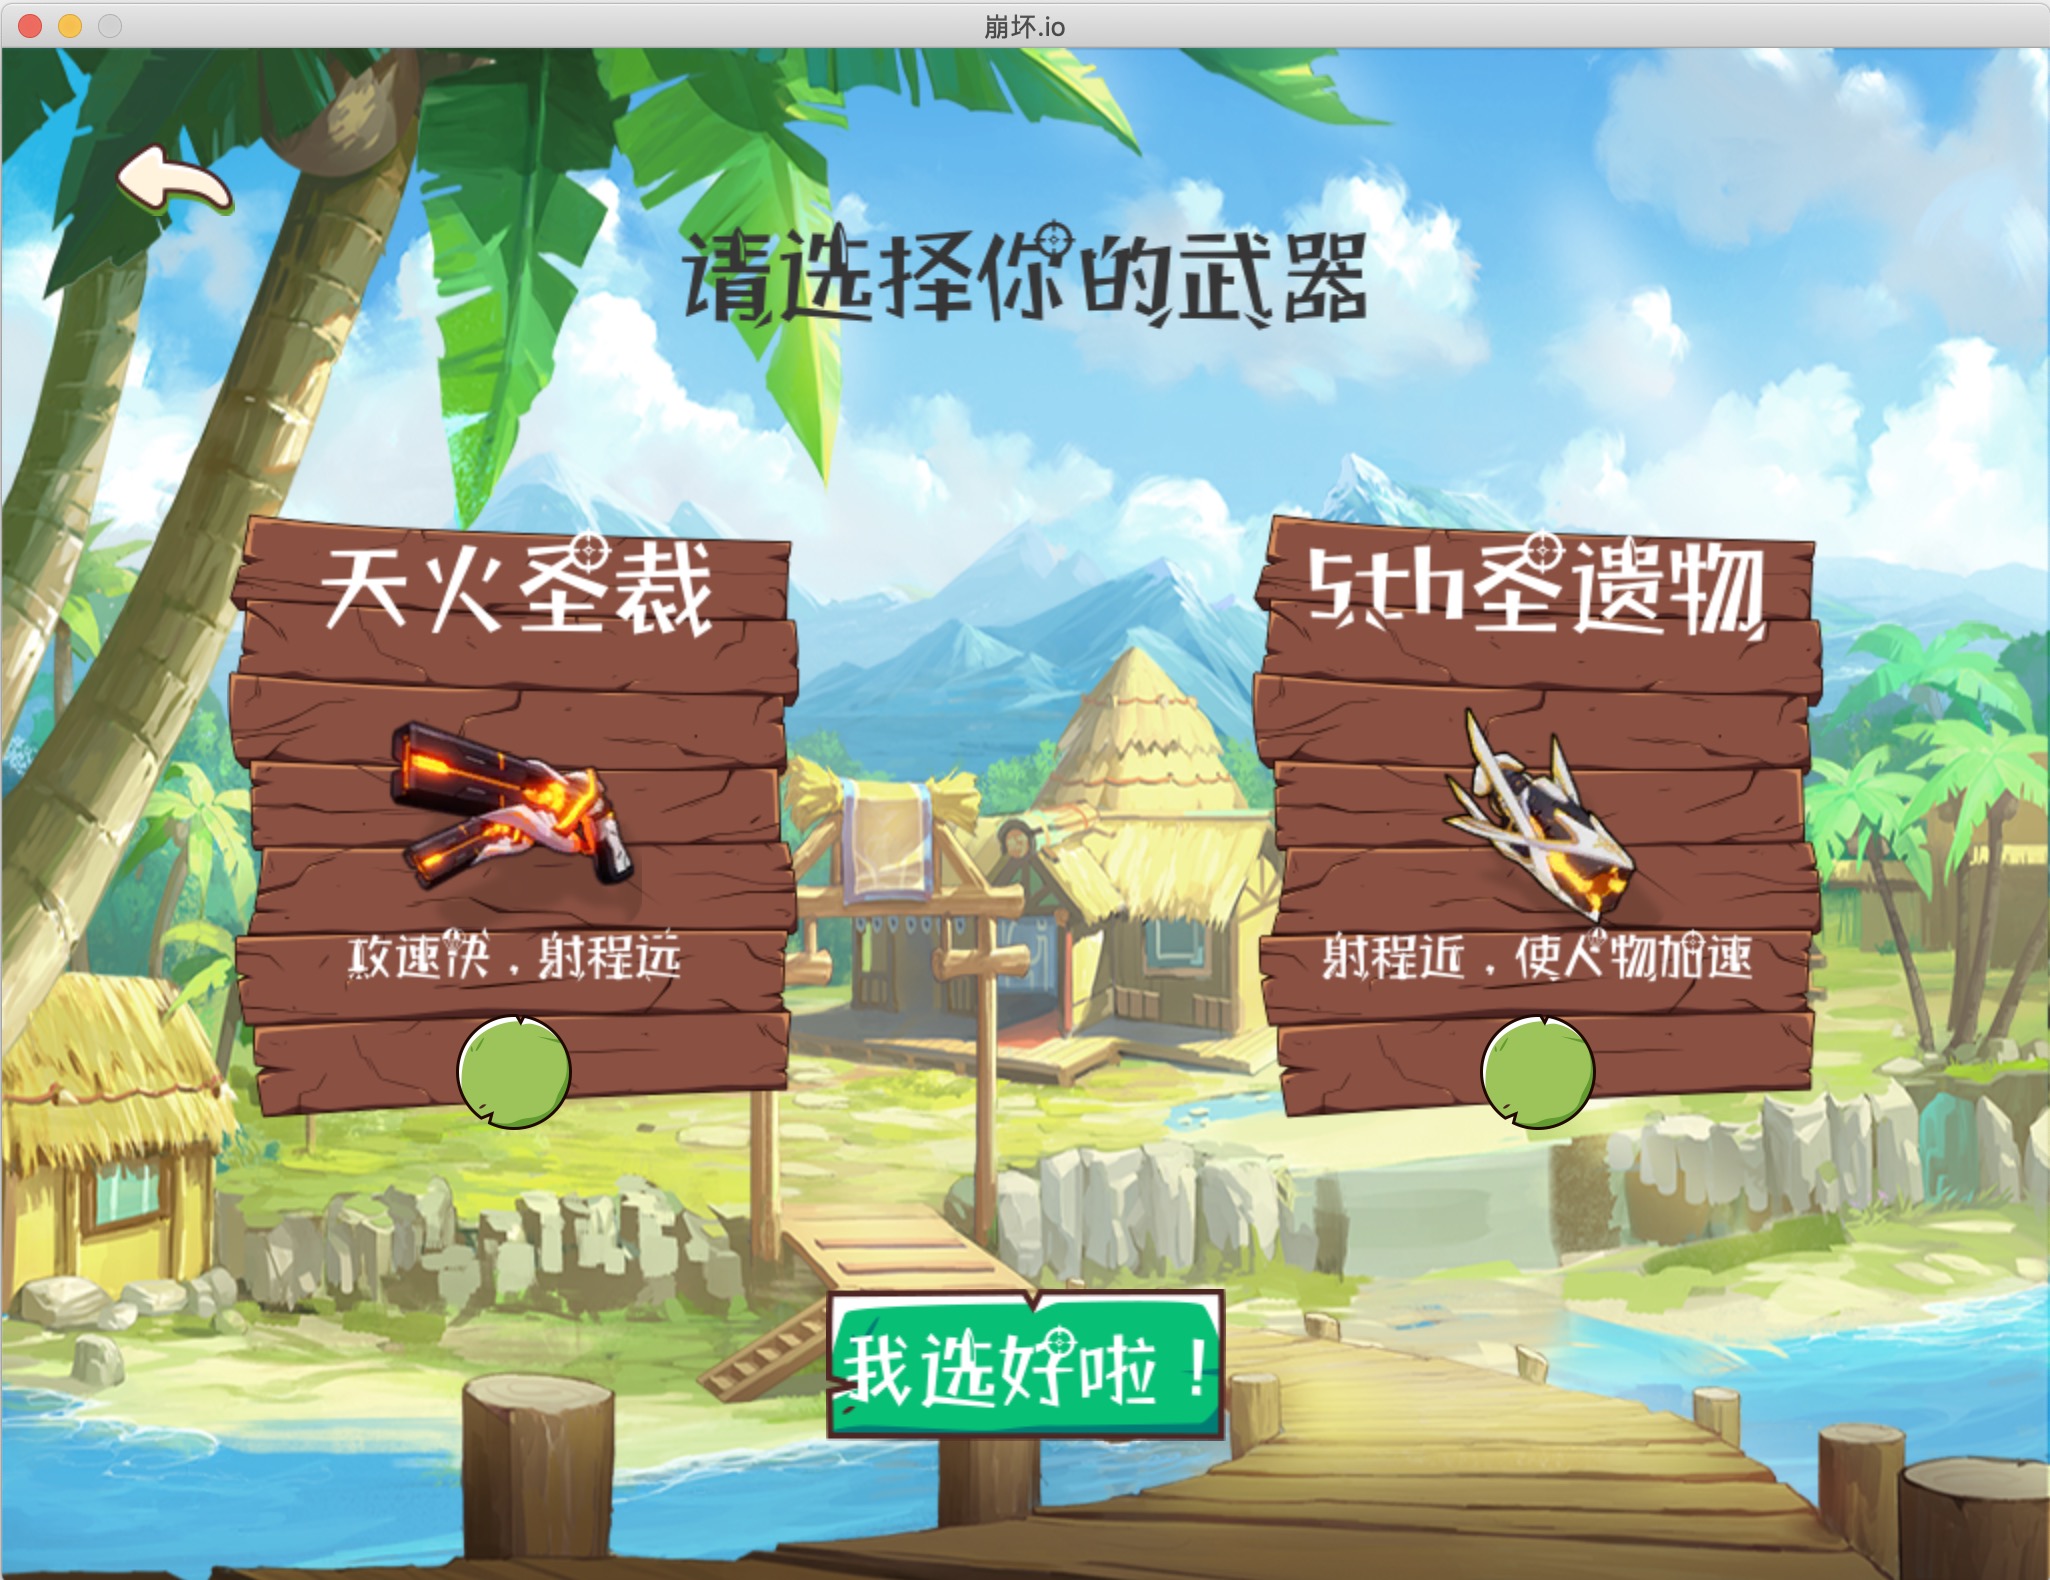 崩坏.io
请选择你的武器
天火圣裁
5th圣遗物
攻速快，射程远
射程近，使人物加速
我选好啦！